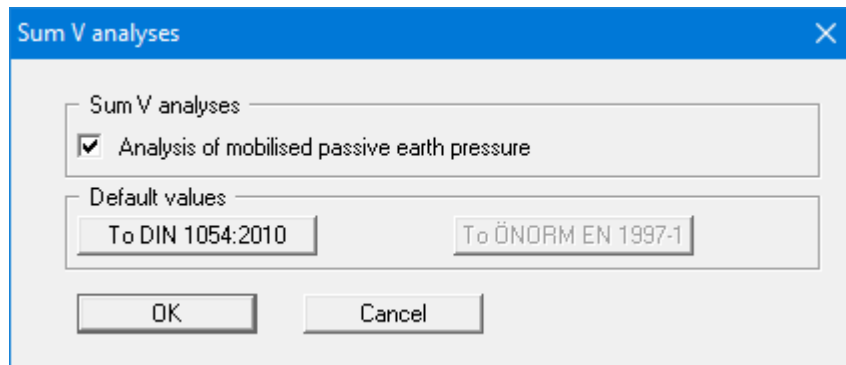 Sum V analyses
Sum V analyses
Analysis of mobilised passive earth pressure
Default values
To DIN 1054:2010 To ÖNORM EN 1997-1
OK Cancel